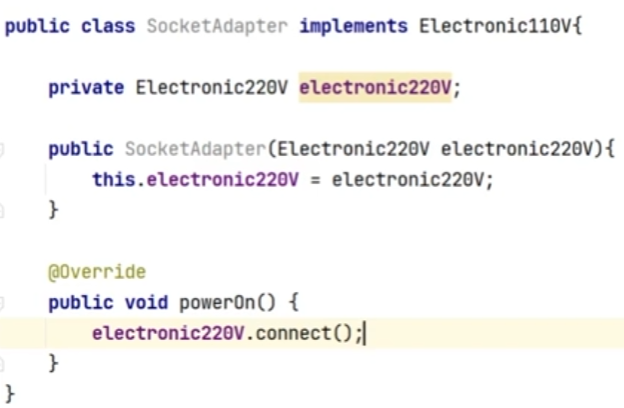 public class SocketAdapter implements Electronic110V{
private Electronic220V electronic220V;
public SocketAdapter(Electronic220V electronic220V){
this.electronic220V = electronic220V;
}
@Override
public void powerOn() {
electronic220V.connect();
}
}